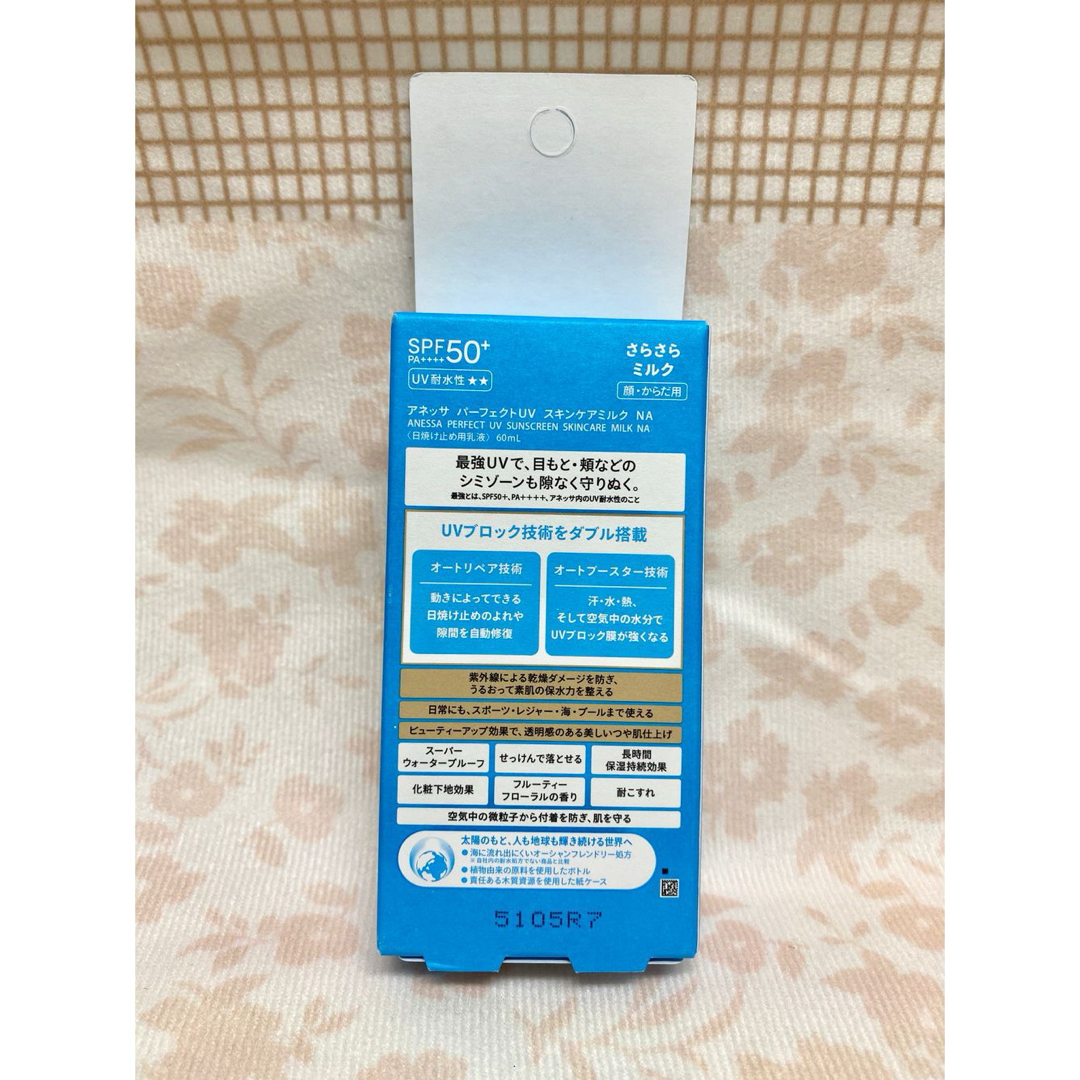 SPF50+
PA++++
UV耐水性★★
さらさら
ミルク
顔・からだ用
アネッサ パーフェクトUV スキンケアミルク NA
ANESSA PERFECT UV SUNSCREEN SKINCARE MILK NA
〈日焼け止め用乳液〉 60mL
最強UVで、目もと・頬などの
シミゾーンも隙なく守りぬく。
最強とは、SPF50+、PA++++、アネッサ内のUV耐水性のこと
UVブロック技術をダブル搭載
オートリペア技術
動きによってできる
日焼け止めのよれや
隙間を自動修復
オートブースター技術
汗・水・熱、
そして空気中の水分で
UVブロック膜が強くなる
紫外線による乾燥ダメージを防ぎ、
うるおって素肌の保水力を整える
日常にも、スポーツ・レジャー・海・プールまで使える
ビューティーアップ効果で、透明感のある美しいつや肌仕上げ
スーパー
ウォータープルーフ
せっけんで落とせる
長時間
保湿持続効果
化粧下地効果
フルーティー
フローラルの香り
耐こすれ
空気中の微粒子から付着を防ぎ、肌を守る
太陽のもと、人も地球も輝き続ける世界へ
●海に流れ出にくいオーシャンフレンドリー処方
※自社内の耐水処方でない商品と比較
●植物由来の原料を使用したボトル
●責任ある木質資源を使用した紙ケース
5105R7